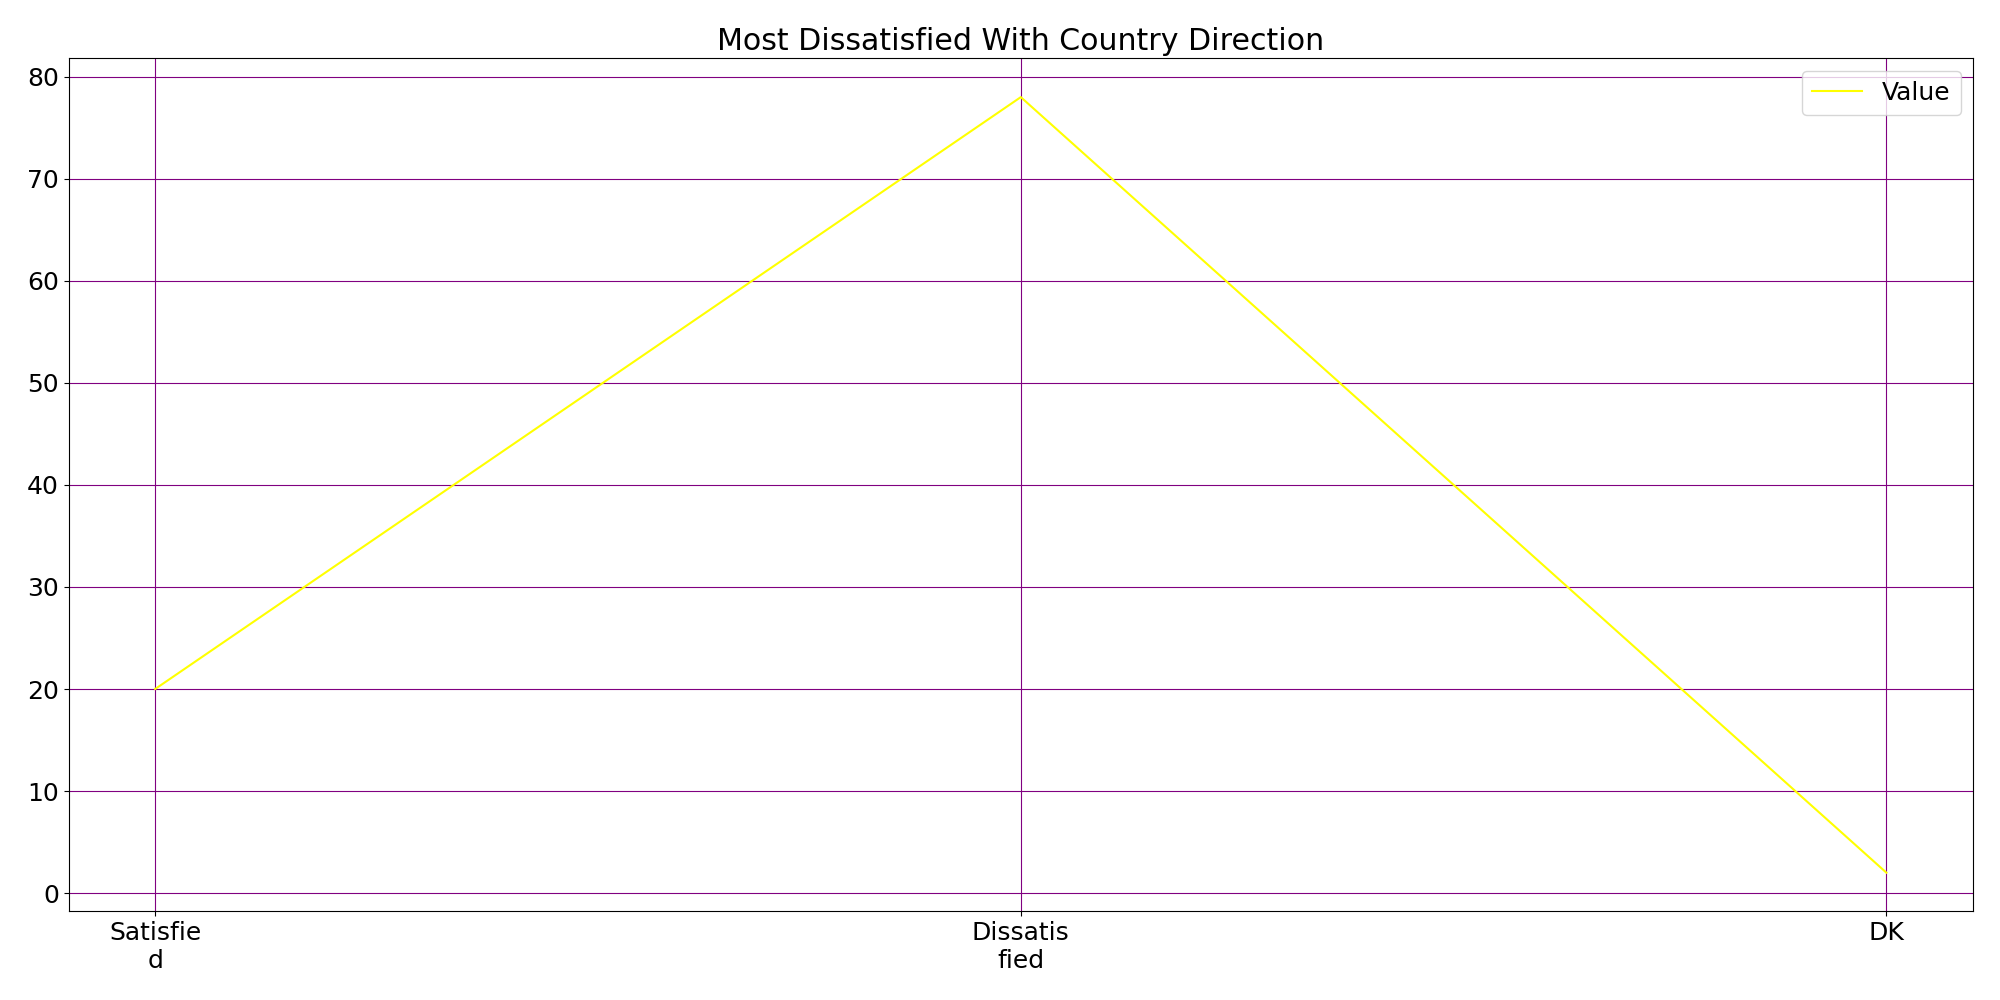 Most Dissatisfied With Country Direction
80
70
60
50
40
30
20
10
0
Value
Satisfie
d
Dissatis
fied
DK